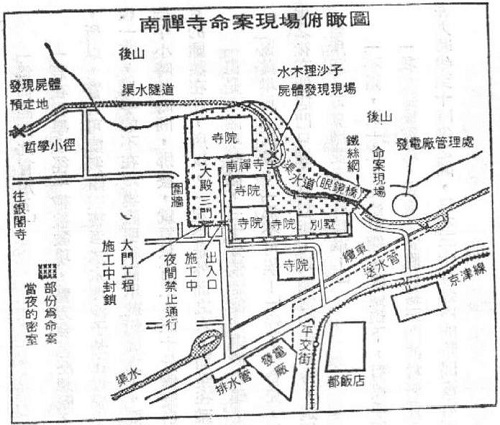 南禪寺命案現場俯瞰圖
後山
水木理沙子
屍體發現現場
發現屍體
預定地
渠水隧道
後山
發電廠管理處
命案現場
鐵絲網
哲學小徑
寺院
南禪寺
水道(眼鏡橋)
大殿
三門
圍牆
寺院
寺院
寺院
別墅
往銀閣寺
大門工程
施工中封鎖
夜間禁止通行
出入口
施工中
寺院
纜車
送水管
京津線
部份為命案
當夜的密室
平交街
發電廠
排水管
渠水
都飯店